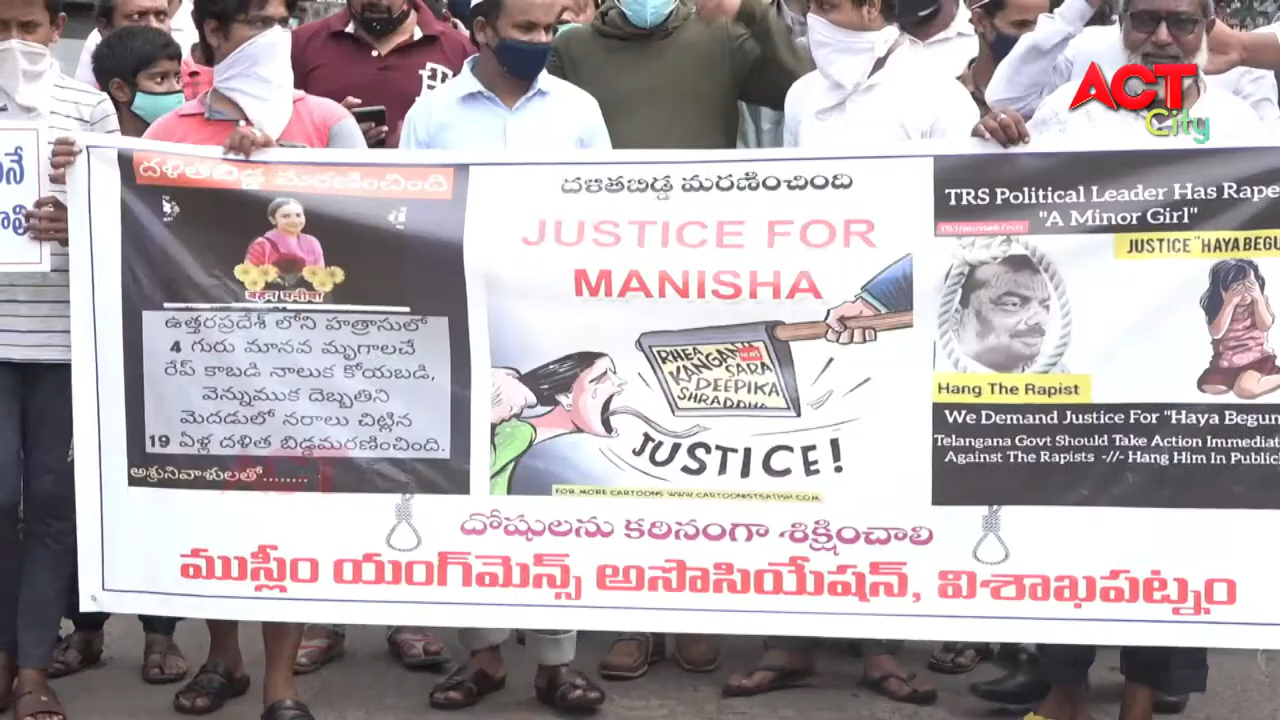 ACT
City
దళితబిడ్డ మరణించింది
बहन मनीषा
ఉత్తరప్రదేశ్ లోని హత్రాసులో
4 గురు మానవ మృగాలచే
రేప్ కాబడి నాలుక కోయబడి,
వెన్నుముక దెబ్బతిని
మెదడులో నరాలు చిట్లిన
19 ఏళ్ల దళిత బిడ్డమరణించింది.
అశ్రునివాళులతో ........
దళితబిడ్డ మరణించింది
JUSTICE FOR
MANISHA
RHEA
KANGANA
NEWS
SARA
DEEPIKA
SHRADDHA
JUSTICE!
FOR MORE CARTOONS WWW.CARTOONISTSATISH.COM
TRS Political Leader Has Rape
"A Minor Girl"
JUSTICE "HAYA BEGU
Hang The Rapist
We Demand Justice For "Haya Begun
Telangana Govt Should Take Action Immediat
Against The Rapists -//- Hang Him In Public
దోషులను కఠినంగా శిక్షించాలి
ముస్లీం యంగ్‌మెన్స్ అసొసియేషన్, విశాఖపట్నం